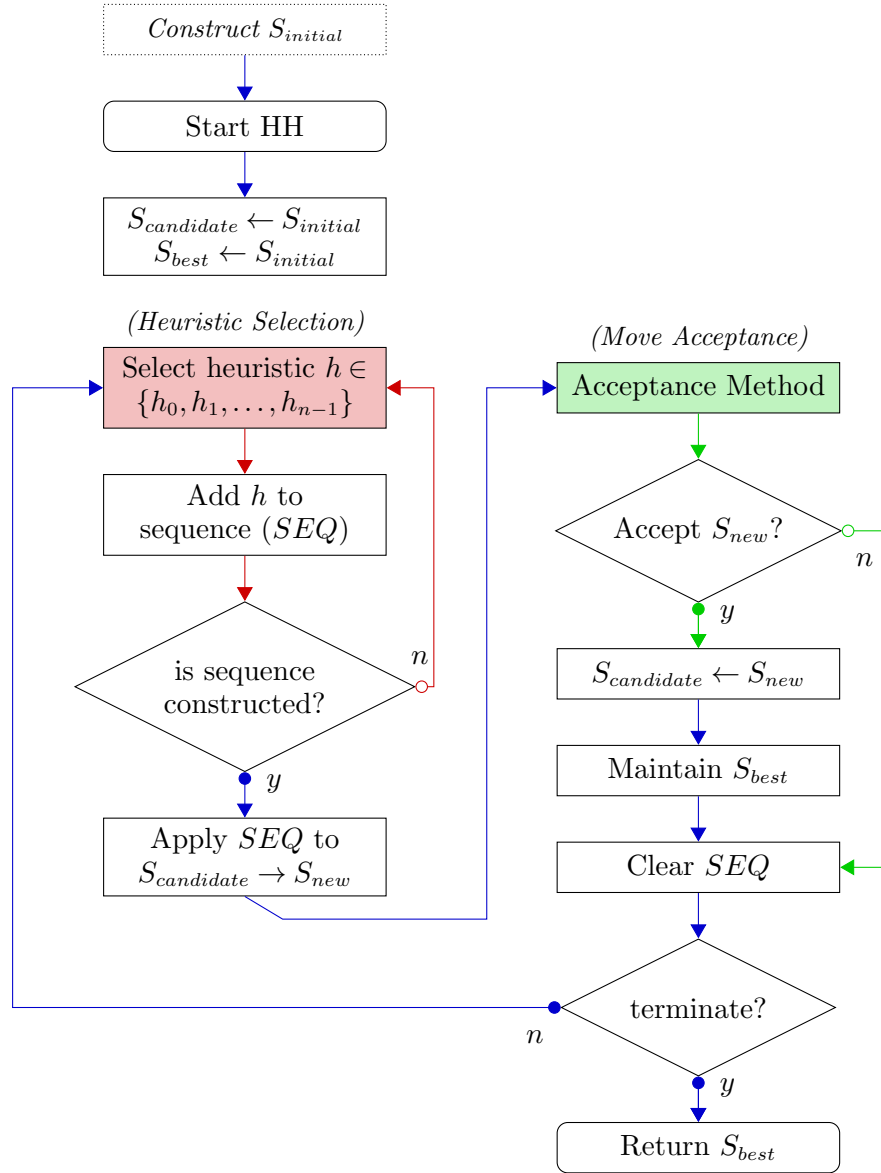 Construct S_initial
Start HH
S_candidate ← S_initial
S_best ← S_initial
(Heuristic Selection)
Select heuristic h ∈
{h_0, h_1, . . . , h_{n−1}}
Add h to
sequence (SEQ)
is sequence
constructed?
n
y
Apply SEQ to
S_candidate → S_new
(Move Acceptance)
Acceptance Method
Accept S_new?
n
y
S_candidate ← S_new
Maintain S_best
Clear SEQ
terminate?
n
y
Return S_best